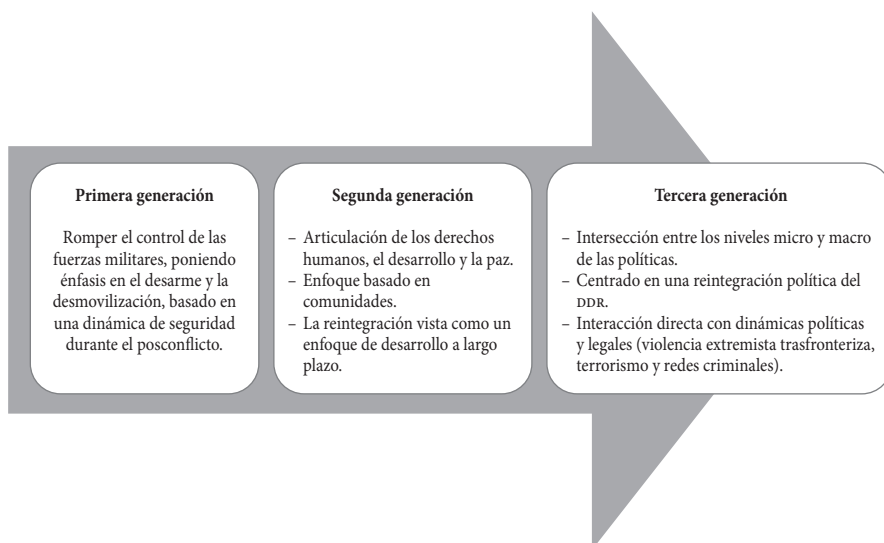 Primera generación
Romper el control de las
fuerzas militares, poniendo
énfasis en el desarme y la
desmovilización, basado en
una dinámica de seguridad
durante el posconflicto.
Segunda generación
– Articulación de los derechos
humanos, el desarrollo y la paz.
– Enfoque basado en
comunidades.
– La reintegración vista como un
enfoque de desarrollo a largo
plazo.
Tercera generación
– Intersección entre los niveles micro y macro
de las políticas.
– Centrado en una reintegración política del
DDR.
– Interacción directa con dinámicas políticas
y legales (violencia extremista trasfronteriza,
terrorismo y redes criminales).